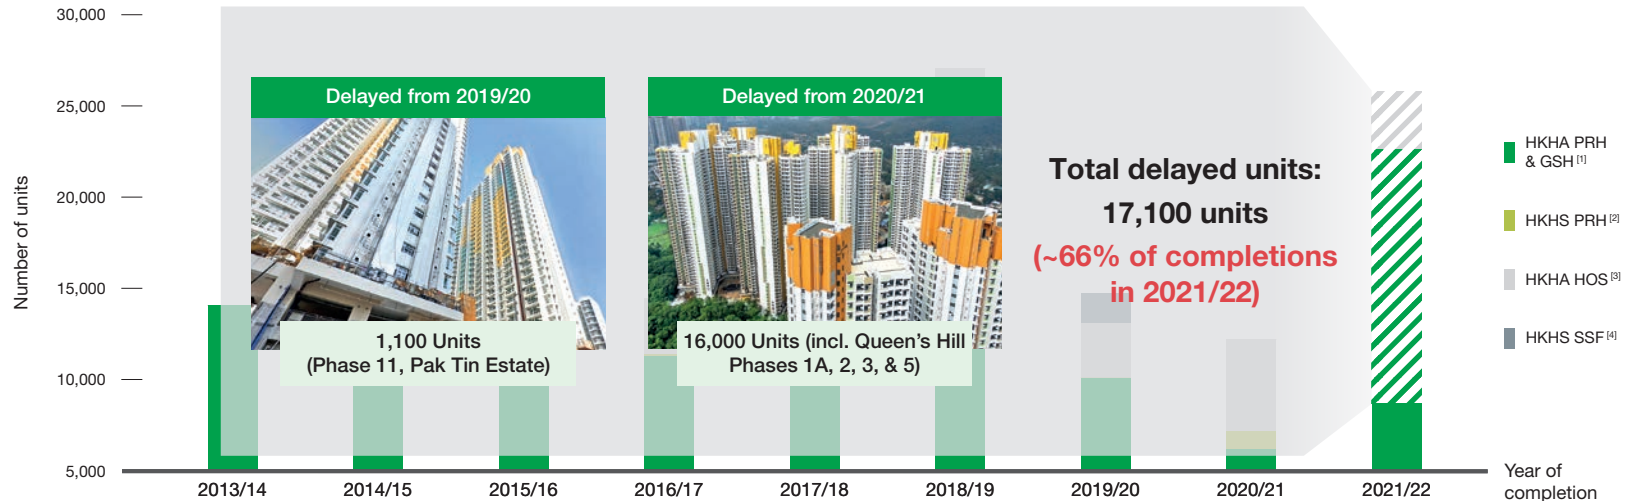 Number of units
30,000
25,000
20,000
15,000
10,000
5,000
Delayed from 2019/20
1,100 Units
(Phase 11, Pak Tin Estate)
Delayed from 2020/21
16,000 Units (incl. Queen’s Hill
Phases 1A, 2, 3, & 5)
Total delayed units:
17,100 units
(~66% of completions
in 2021/22)
HKHA PRH
& GSH [1]
HKHS PRH [2]
HKHA HOS [3]
HKHS SSF [4]
2013/14
2014/15
2015/16
2016/17
2017/18
2018/19
2019/20
2020/21
2021/22
Year of
completion